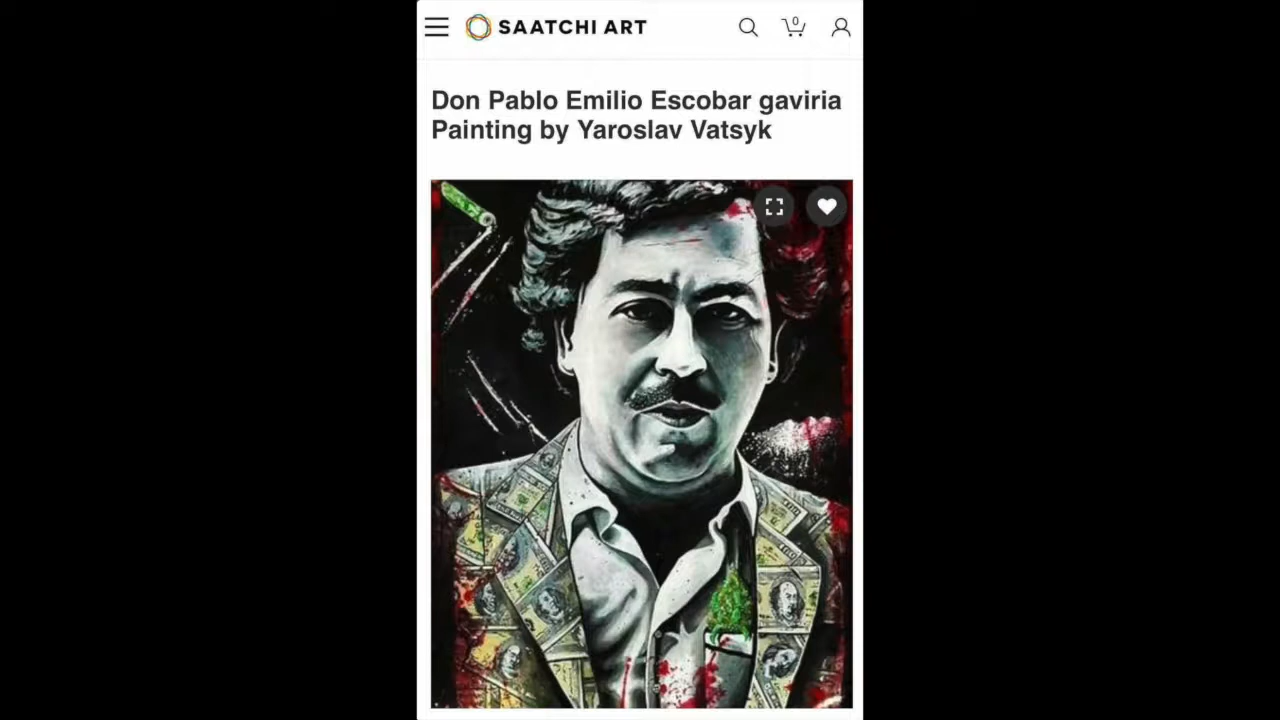 SAATCHI ART
0
Don Pablo Emilio Escobar gaviria
Painting by Yaroslav Vatsyk